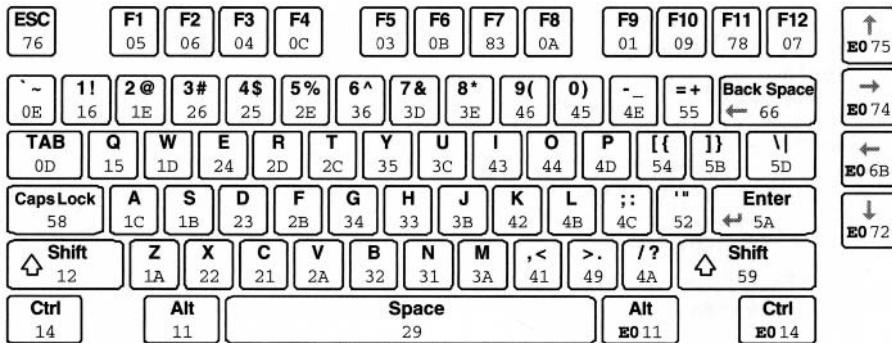 ESC F1 F2 F3 F4 F5 F6 F7 F8 F9 F10 F11 F12 ↑
76 05 06 04 0C 03 0B 83 0A 01 09 78 07 E0 75
` ~ 1! 2@ 3# 4$ 5% 6^ 7& 8* 9( 0) -_ =+ Back Space →
0E 16 1E 26 25 2E 36 3D 3E 46 45 4E 55 ← 66 E0 74
TAB Q W E R T Y U I O P [{ ]} \| ←
0D 15 1D 24 2D 2C 35 3C 43 44 4D 54 5B 5D E0 6B
Caps Lock A S D F G H J K L ;: '" Enter ↓
58 1C 1B 23 2B 34 33 3B 42 4B 4C 52 ↵ 5A E0 72
⇧ Shift Z X C V B N M ,< >. /? ⇧ Shift
12 1A 22 21 2A 32 31 3A 41 49 4A 59
Ctrl Alt Space Alt Ctrl
14 11 29 E0 11 E0 14